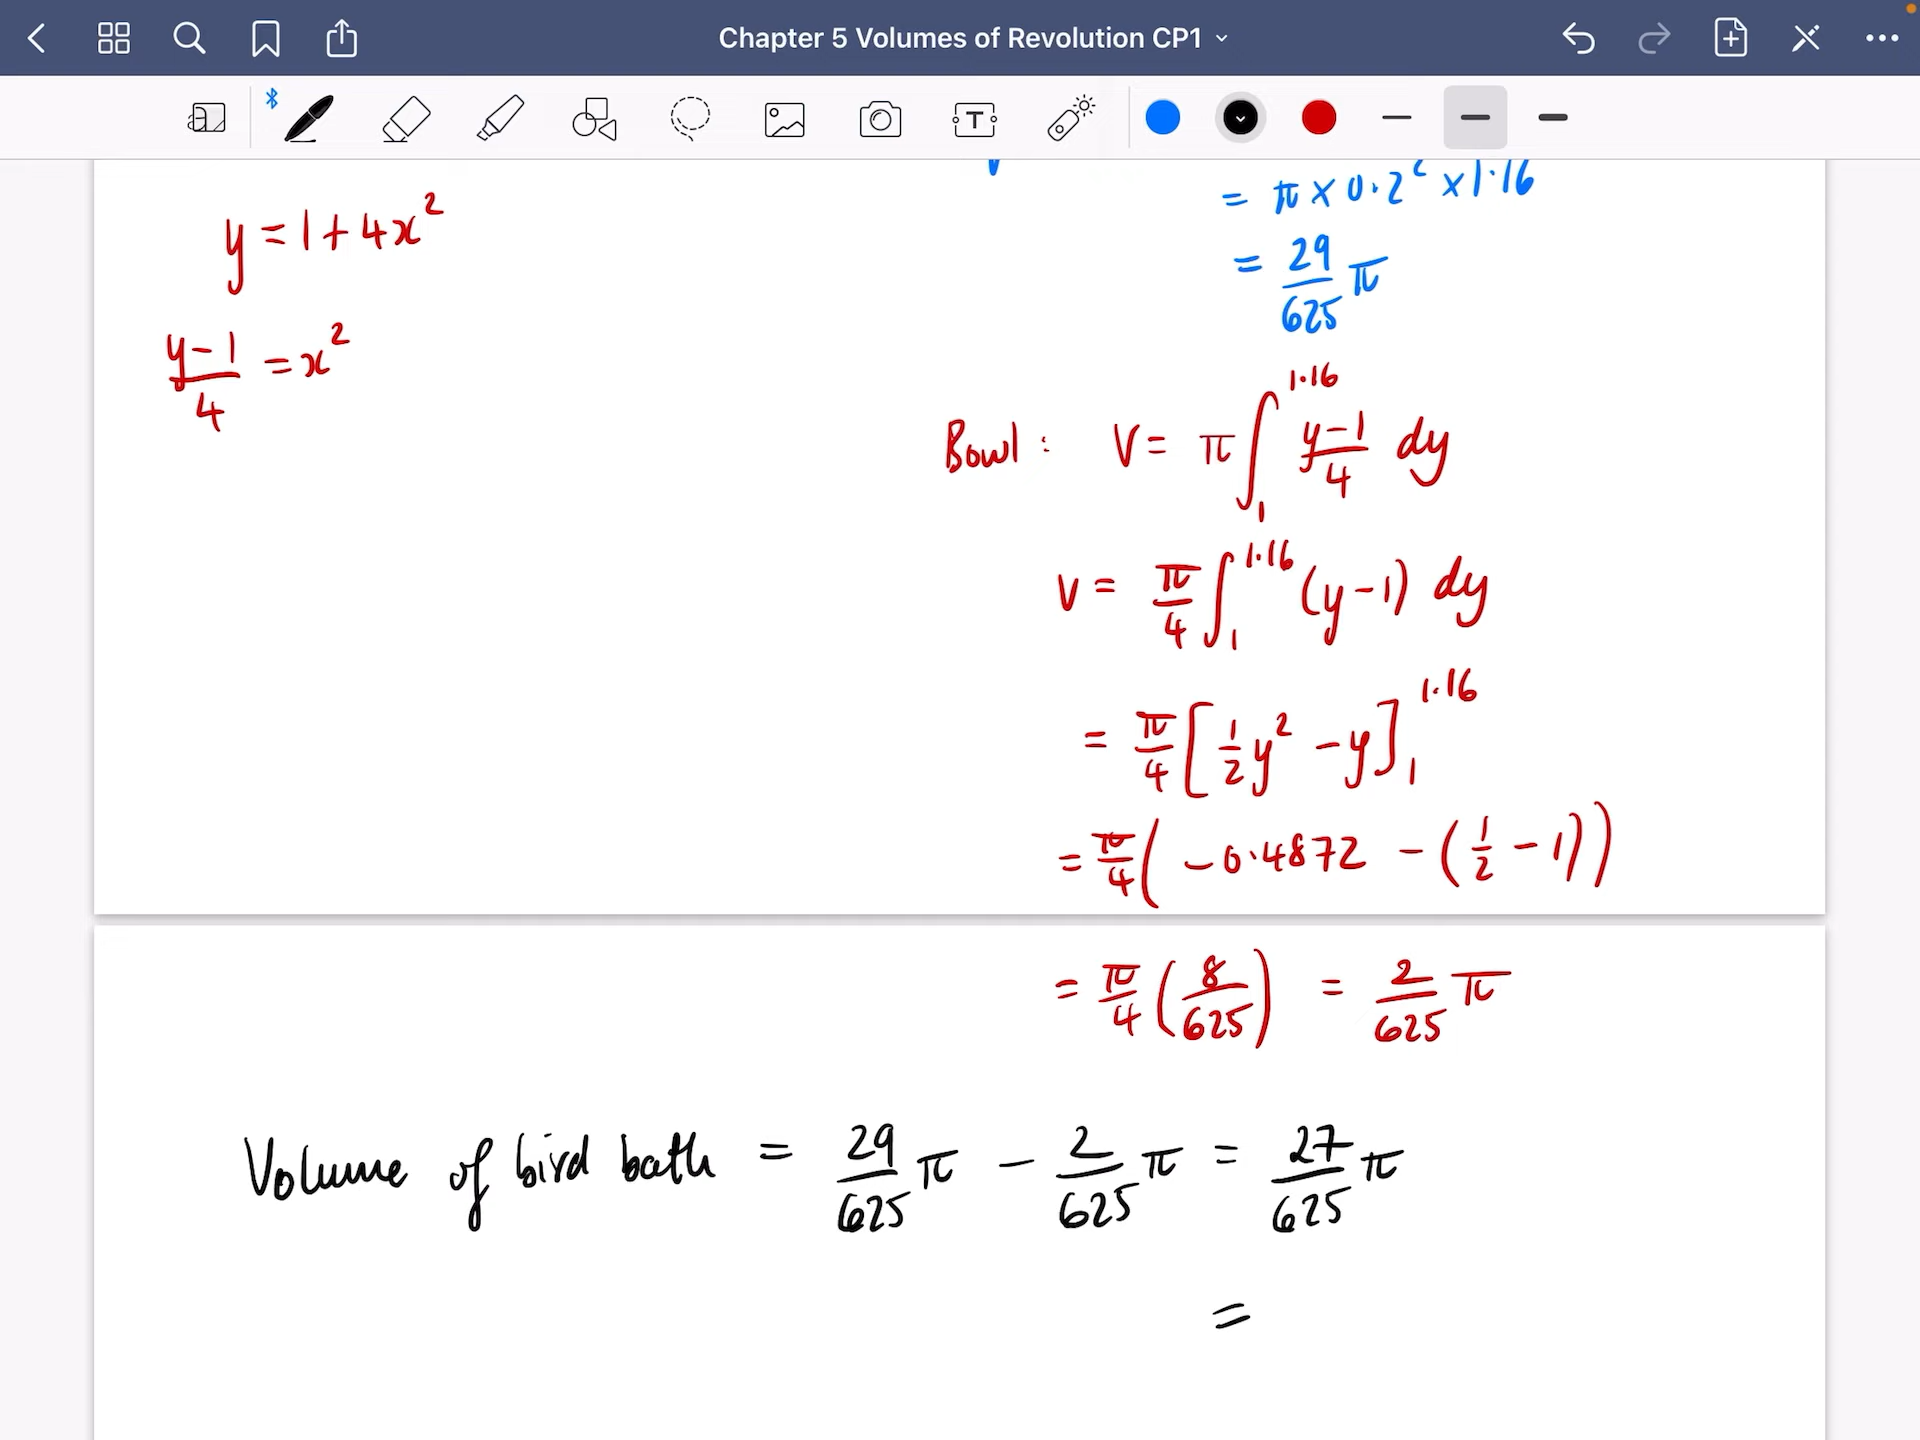 Chapter 5 Volumes of Revolution CP1
= π × 0.2² × 1.16
y = 1 + 4x²
= 29/625 π
(y-1)/4 = x²
Bowl : V = π ∫₁^1.16 (y-1)/4 dy
V = π/4 ∫₁^1.16 (y-1) dy
= π/4 [1/2 y² - y]₁^1.16
= π/4 ( -0.4872 - (1/2 - 1))
= π/4 (8/625) = 2/625 π
Volume of bird bath = 29/625 π - 2/625 π = 27/625 π
=